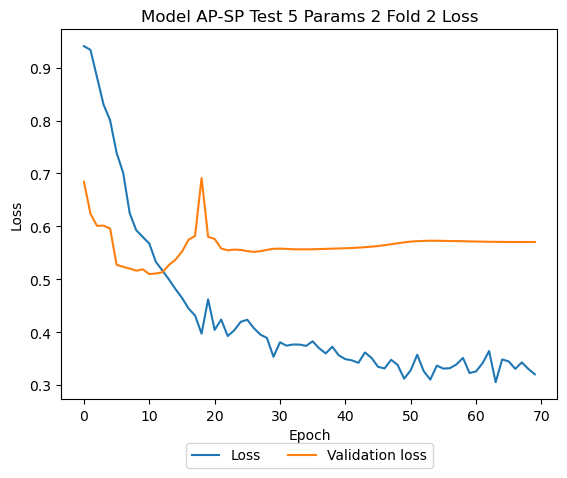 Model AP-SP Test 5 Params 2 Fold 2 Loss
0.9
0.8
0.7
0.6
0.5
0.4
0.3
Loss
0 10 20 30 40 50 60 70
Epoch
Loss Validation loss